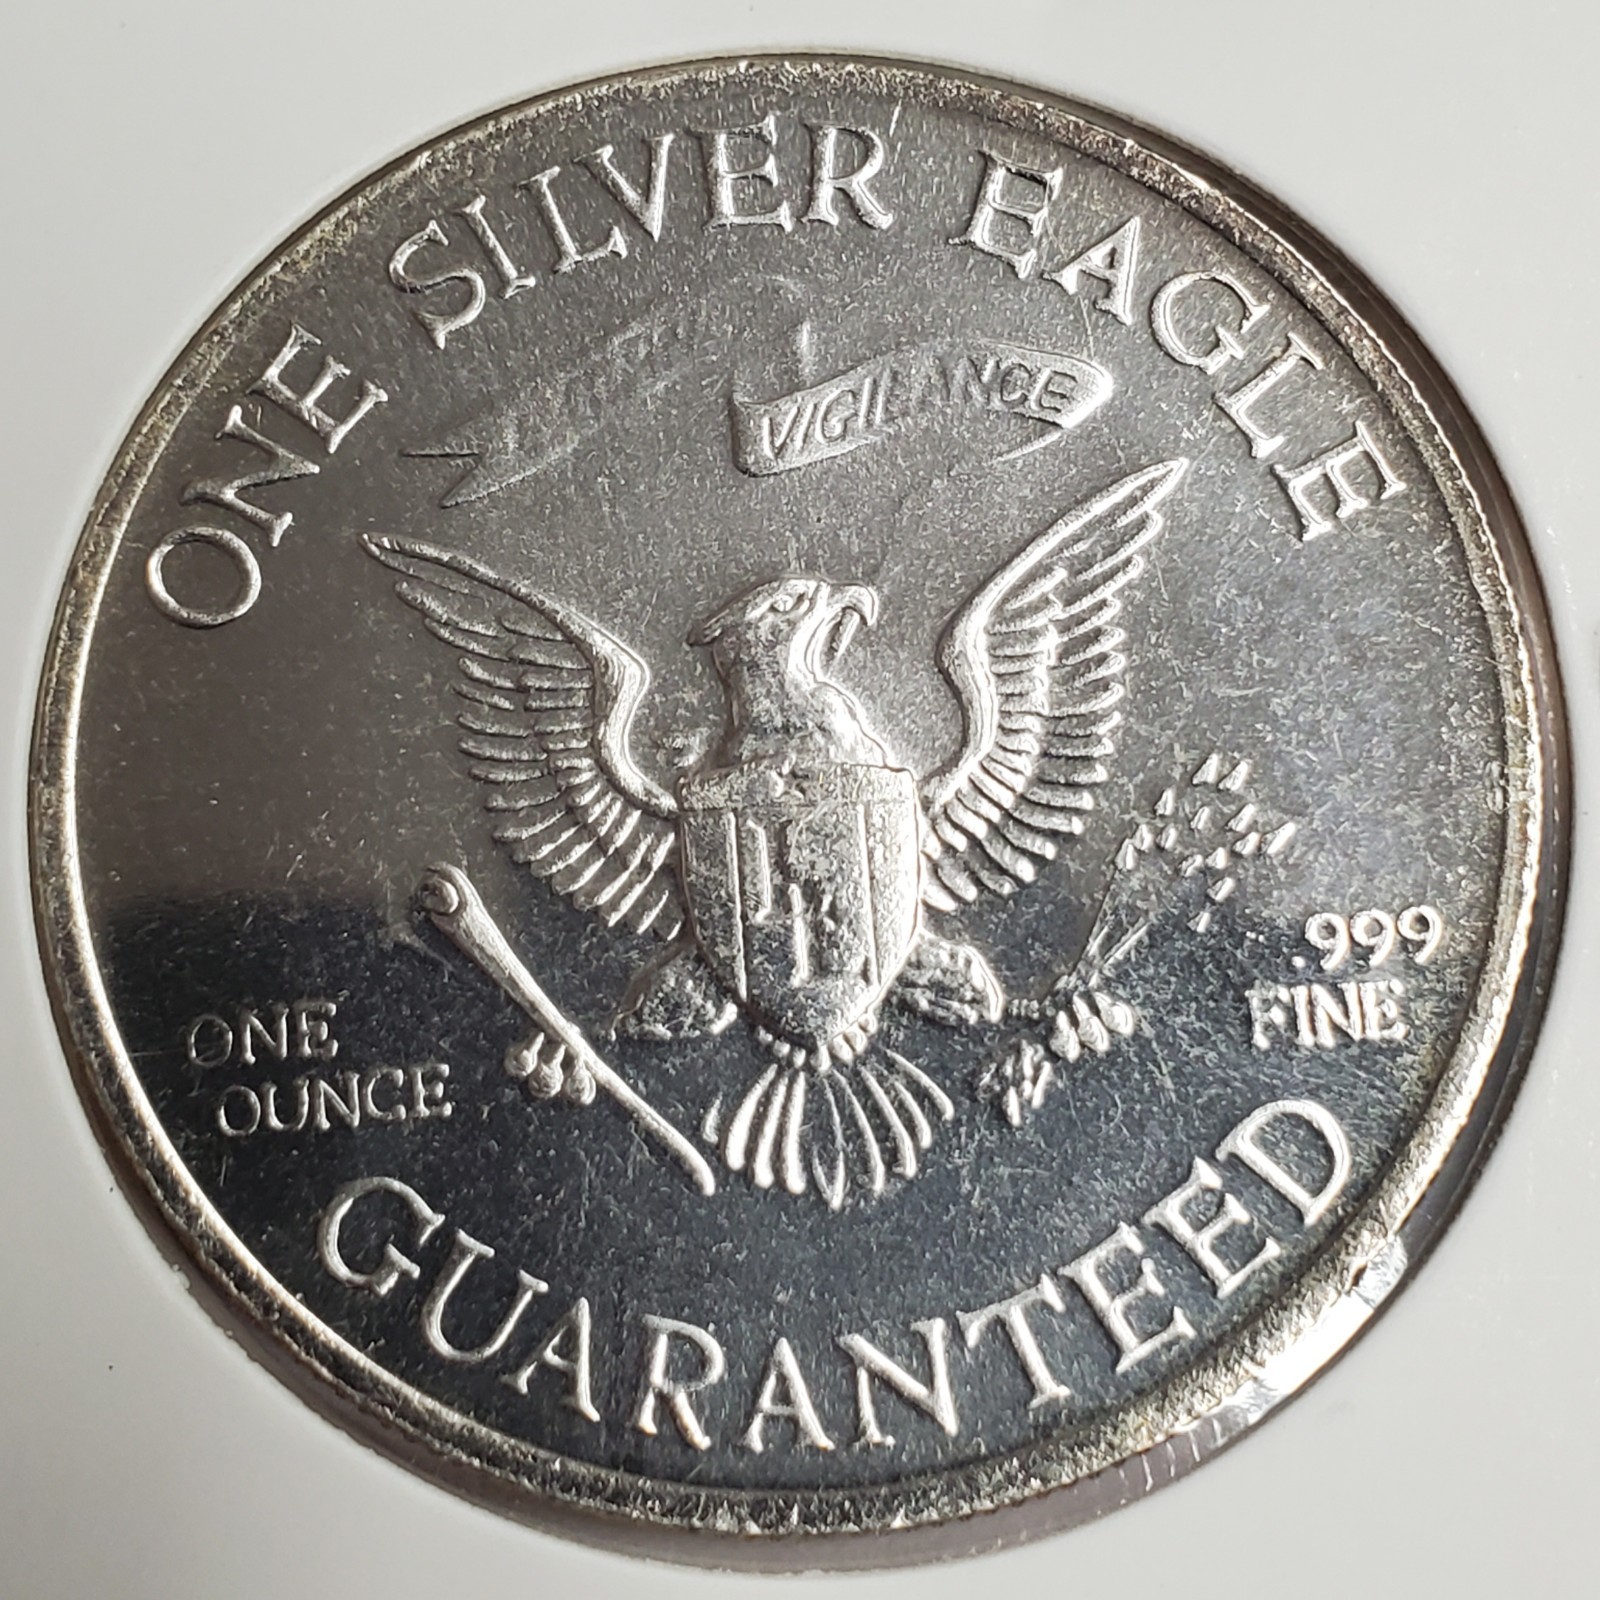 ONE SILVER EAGLE
VIGILANCE
.999
FINE
ONE
OUNCE
GUARANTEED